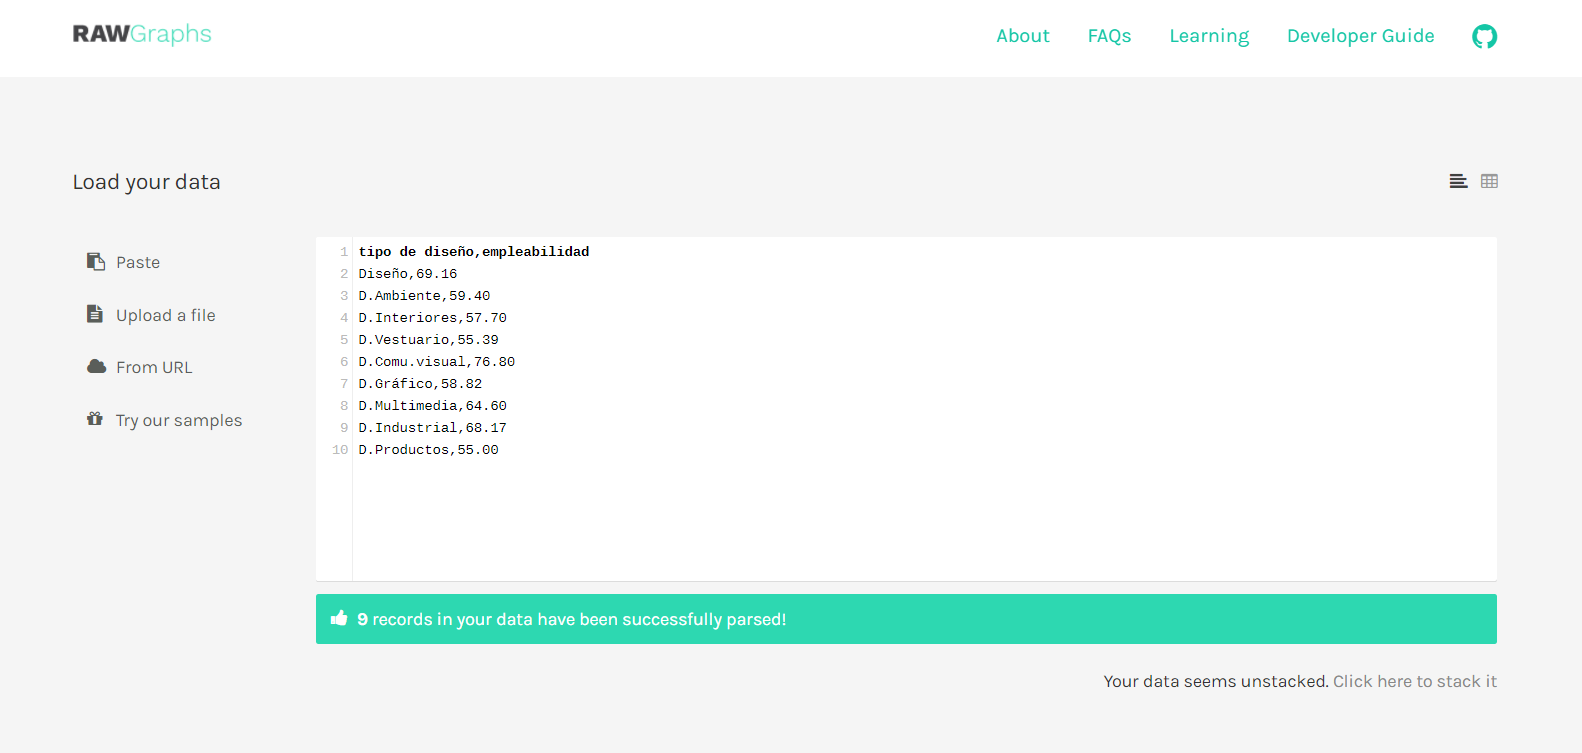 RAWGraphs
About FAQs Learning Developer Guide
Load your data
Paste
Upload a file
From URL
Try our samples
1 tipo de diseño,empleabilidad
2 Diseño,69.16
3 D.Ambiente,59.40
4 D.Interiores,57.70
5 D.Vestuario,55.39
6 D.Comu.visual,76.80
7 D.Gráfico,58.82
8 D.Multimedia,64.60
9 D.Industrial,68.17
10 D.Productos,55.00
9 records in your data have been successfully parsed!
Your data seems unstacked. Click here to stack it